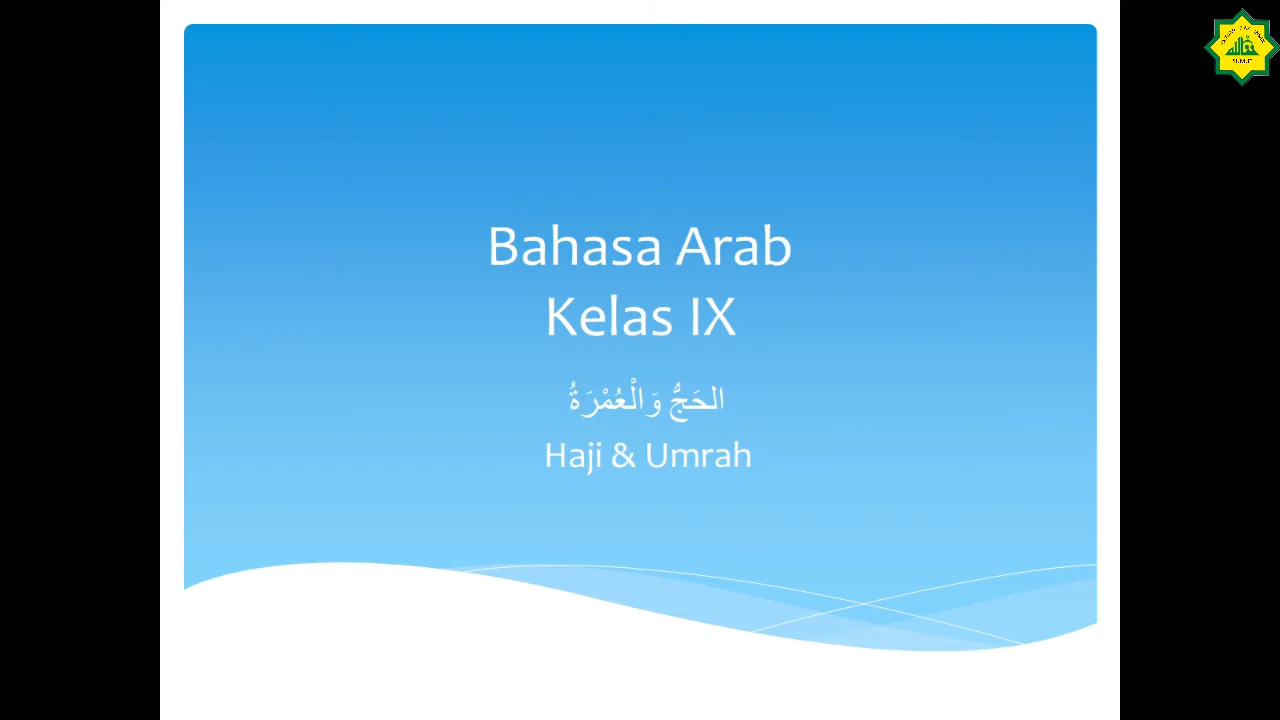 Bahasa Arab
Kelas IX
الحَجُّ وَالْعُمْرَةُ
Haji & Umrah